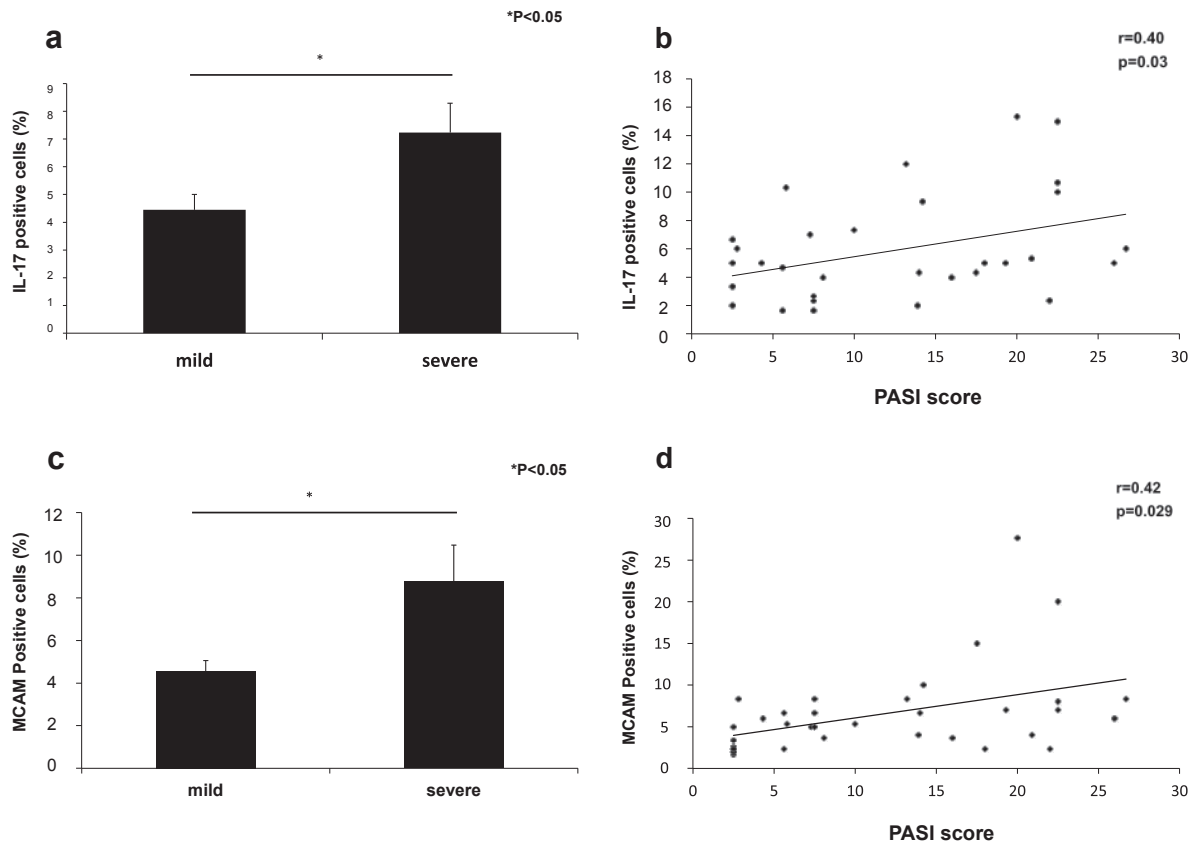 a
*P<0.05
*
9
8
7
6
5
4
3
2
1
0
IL-17 positive cells (%)
mild severe
b
r=0.40
p=0.03
18
16
14
12
10
8
6
4
2
0
IL-17 positive cells (%)
0 5 10 15 20 25 30
PASI score
c
*P<0.05
*
12
10
8
6
4
2
0
MCAM Positive cells (%)
mild severe
d
r=0.42
p=0.029
30
25
20
15
10
5
0
MCAM Positive cells (%)
0 5 10 15 20 25 30
PASI score